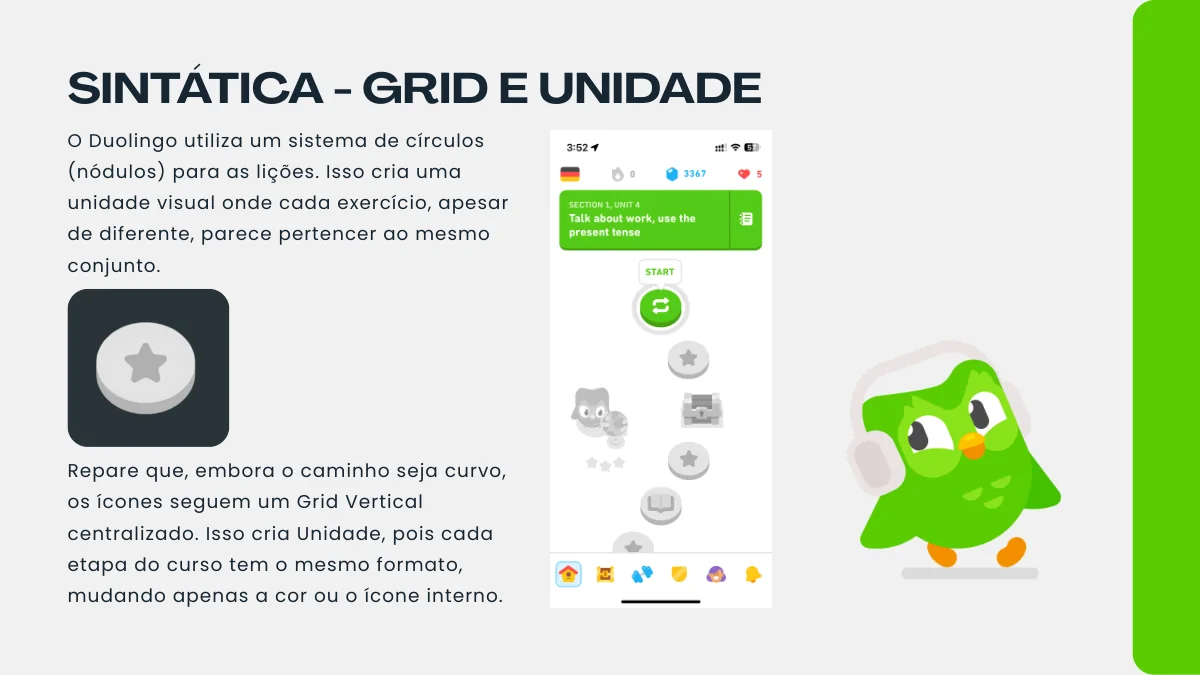 SINTÁTICA - GRID E UNIDADE
O Duolingo utiliza um sistema de círculos
(nódulos) para as lições. Isso cria uma
unidade visual onde cada exercício, apesar
de diferente, parece pertencer ao mesmo
conjunto.
Repare que, embora o caminho seja curvo,
os ícones seguem um Grid Vertical
centralizado. Isso cria Unidade, pois cada
etapa do curso tem o mesmo formato,
mudando apenas a cor ou o ícone interno.
3:52
0
3367
5
SECTION 1, UNIT 4
Talk about work, use the
present tense
START